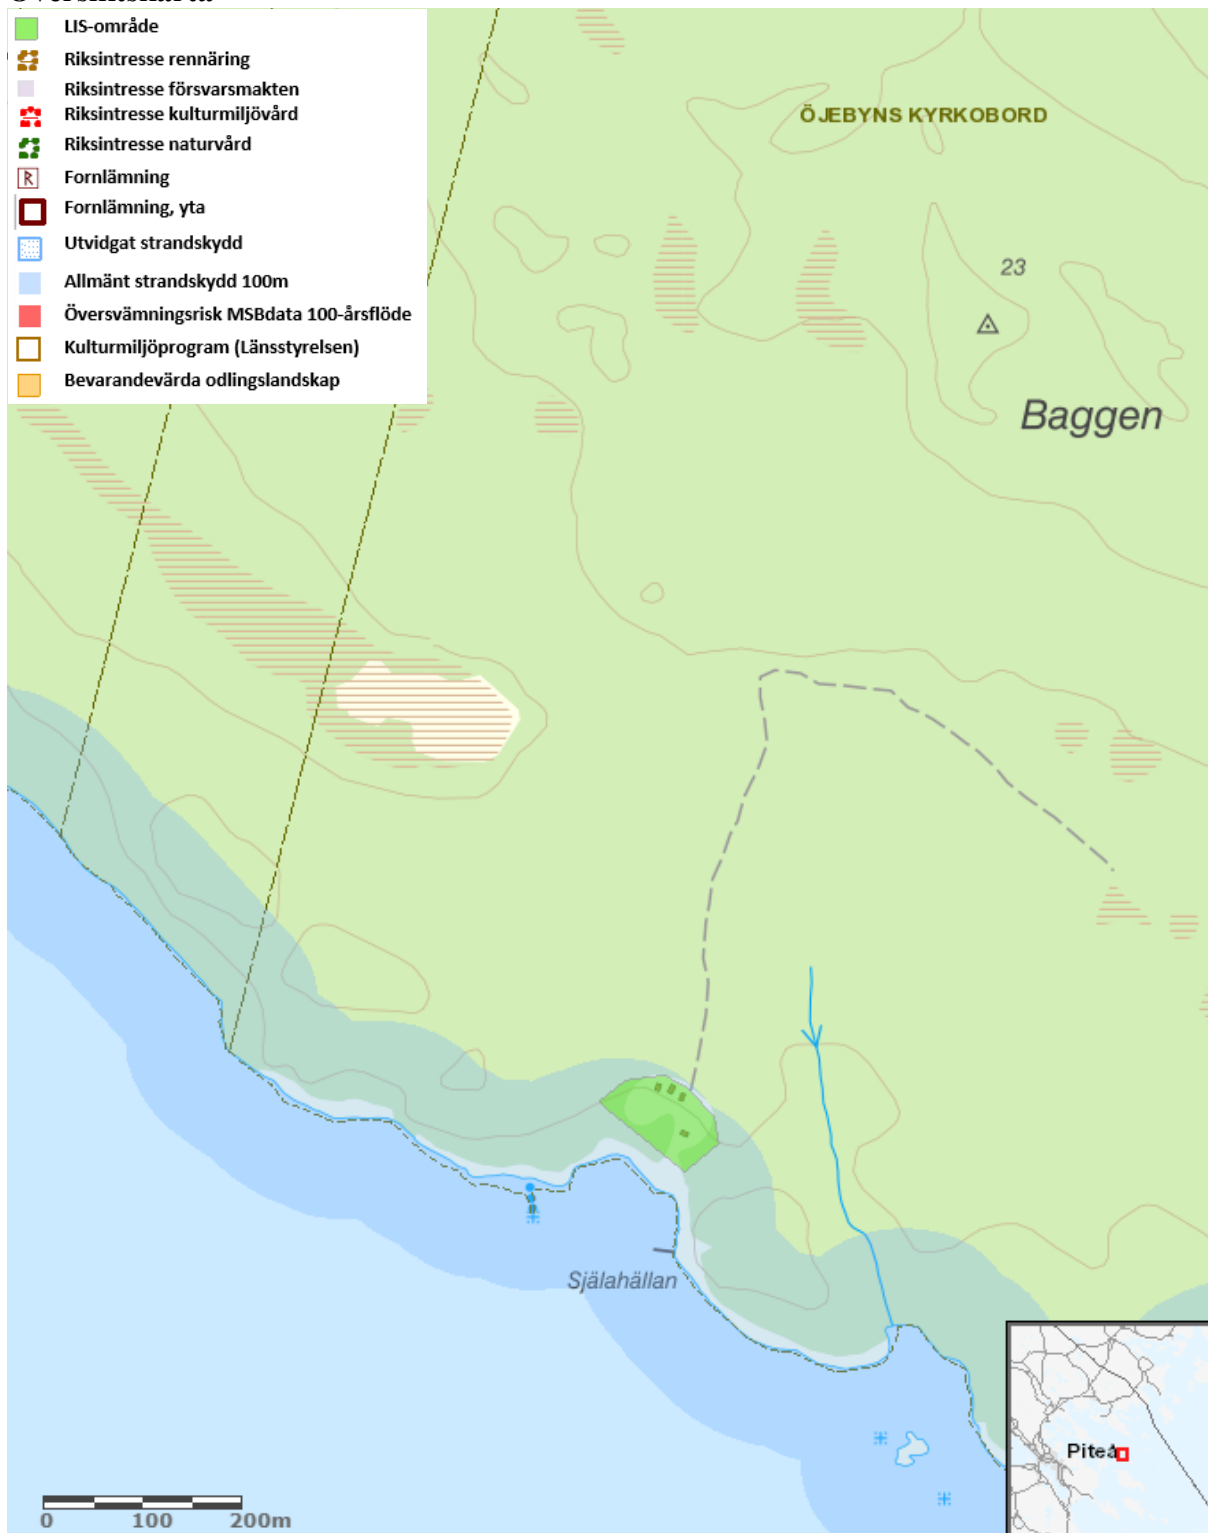 Översiktskarta
LIS-område
Riksintresse rennäring
Riksintresse försvarsmakten
Riksintresse kulturmiljövård
Riksintresse naturvård
R Fornlämning
Fornlämning, yta
Utvidgat strandskydd
Allmänt strandskydd 100m
Översvämningsrisk MSBdata 100-årsflöde
Kulturmiljöprogram (Länsstyrelsen)
Bevarandevärda odlingslandskap
ÖJEBYNS KYRKOBORD
23
Baggen
Själahällan
Piteå
0 100 200m